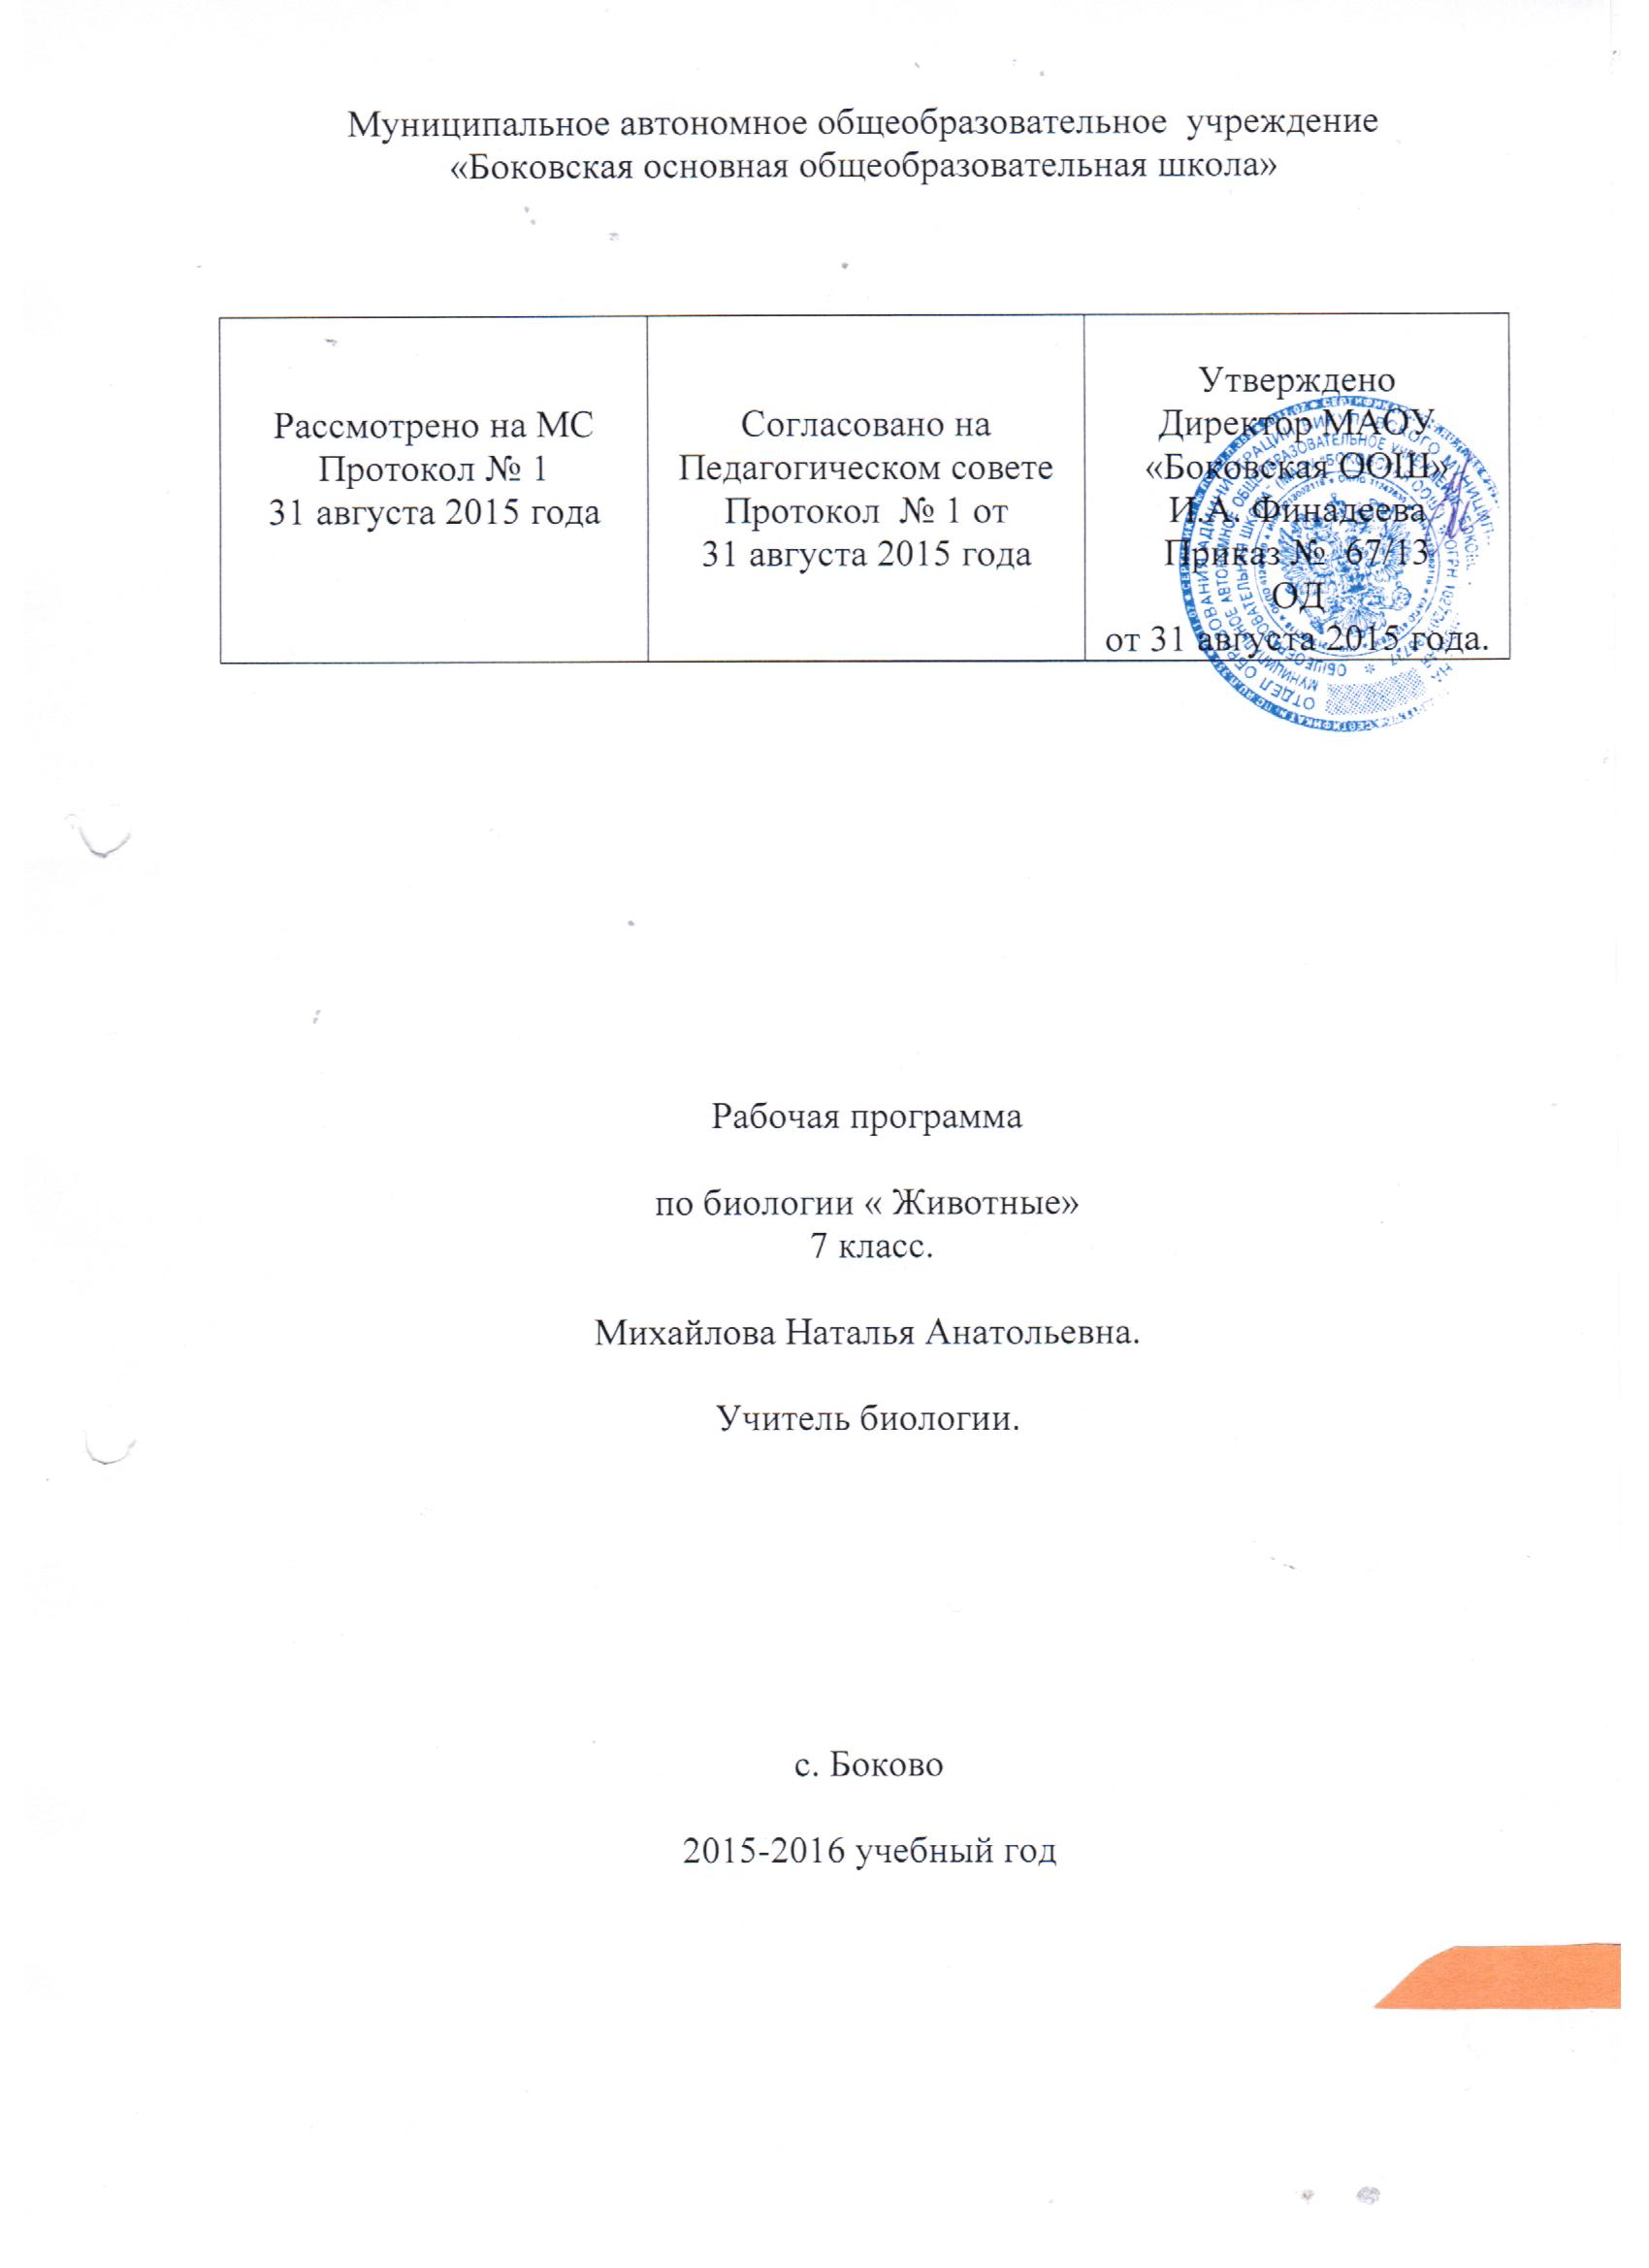 Муниципальное автономное общеобразовательное учреждение
«Боковская основная общеобразовательная школа»
Рассмотрено на МС
Протокол № 1
31 августа 2015 года
Согласовано на
Педагогическом совете
Протокол № 1 от
31 августа 2015 года
Утверждено
Директор МАОУ
«Боковская ООШ»
И.А. Финадеева
Приказ № 67/13
ОД
от 31 августа 2015 года.
Рабочая программа
по биологии « Животные»
7 класс.
Михайлова Наталья Анатольевна.
Учитель биологии.
с. Боково
2015-2016 учебный год